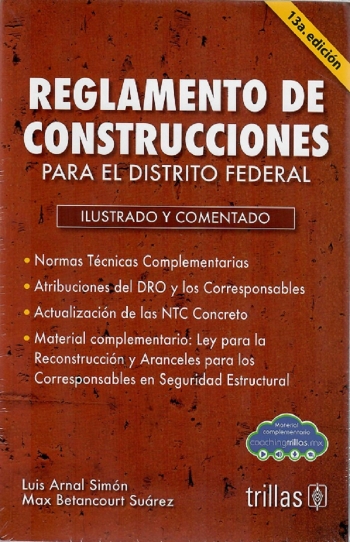 13a. edición
REGLAMENTO DE
CONSTRUCCIONES
PARA EL DISTRITO FEDERAL
ILUSTRADO Y COMENTADO
• Normas Técnicas Complementarias
• Atribuciones del DRO y los Corresponsables
• Actualización de las NTC Concreto
• Material complementario: Ley para la
Reconstrucción y Aranceles para los
Corresponsables en Seguridad Estructural
Material
complementario
coachingtrillas.mx
Luis Arnal Simón
Max Betancourt Suárez
trillas